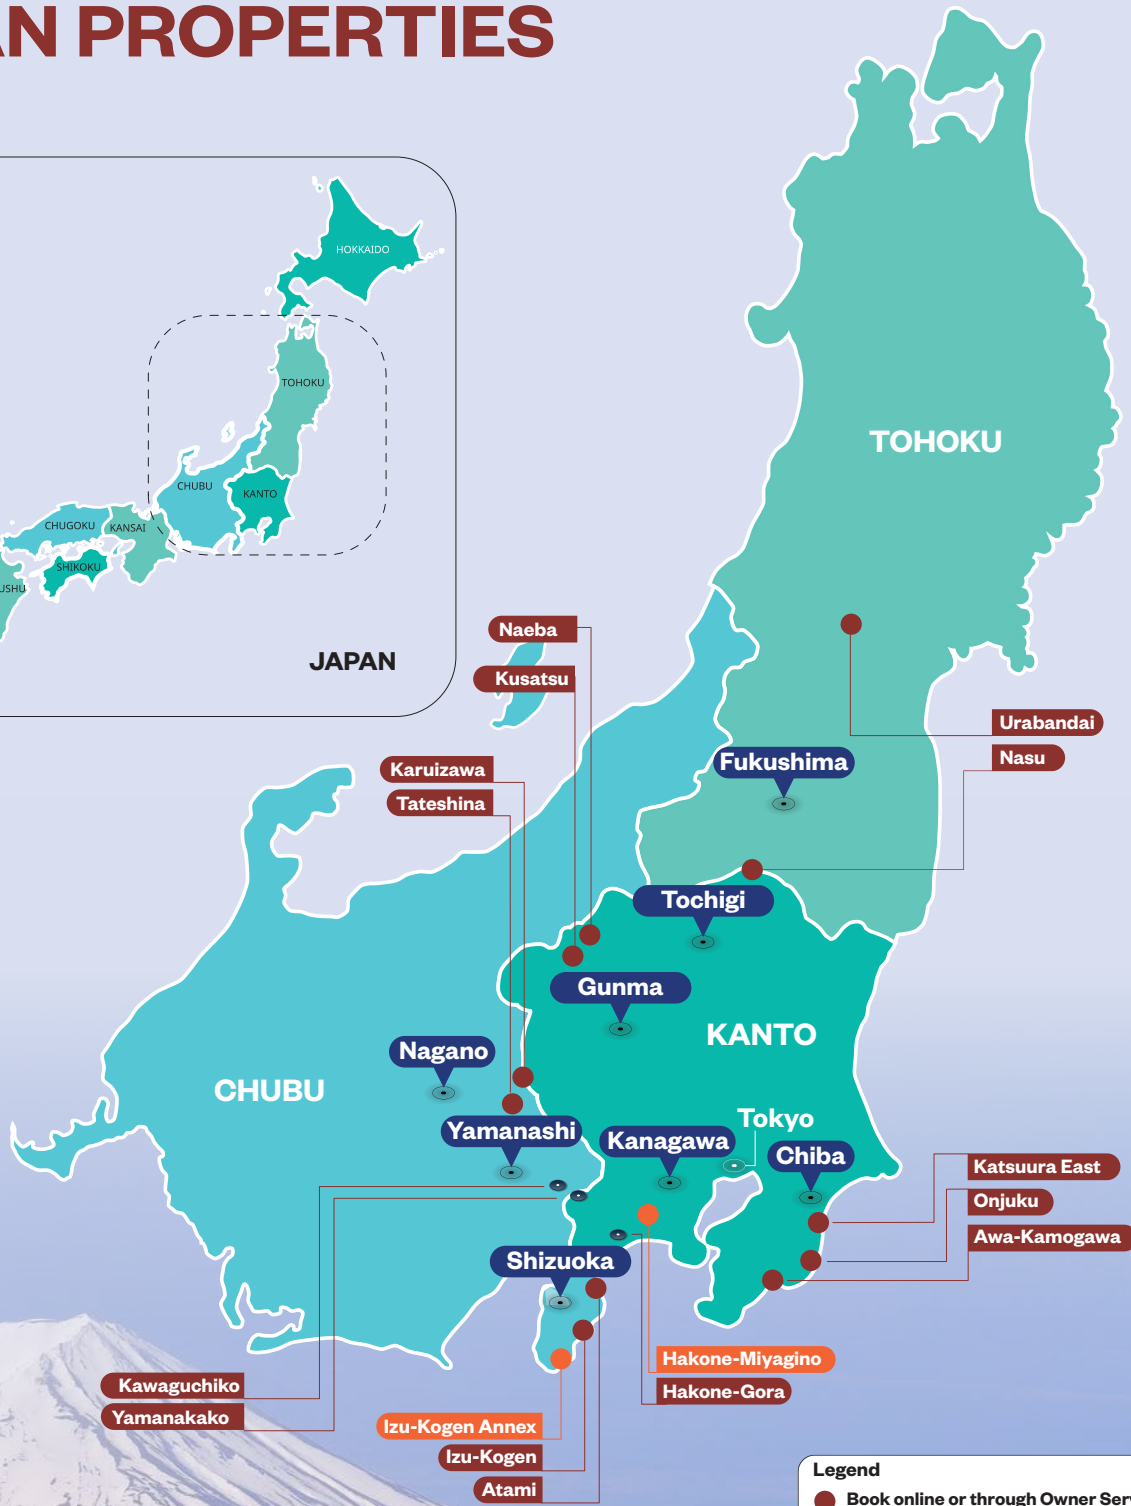 AN PROPERTIES
HOKKAIDO
TOHOKU
CHUBU
KANTO
CHUGOKU
KANSAI
SHIKOKU
USHU
JAPAN
TOHOKU
Naeba
Kusatsu
Urabandai
Nasu
Fukushima
Karuizawa
Tateshina
Tochigi
Gunma
KANTO
Nagano
CHUBU
Tokyo
Yamanashi
Kanagawa
Chiba
Katsuura East
Onjuku
Awa-Kamogawa
Shizuoka
Hakone-Miyagino
Hakone-Gora
Kawaguchiko
Yamanakako
Izu-Kogen Annex
Izu-Kogen
Atami
Legend
Book online or through Owner Ser